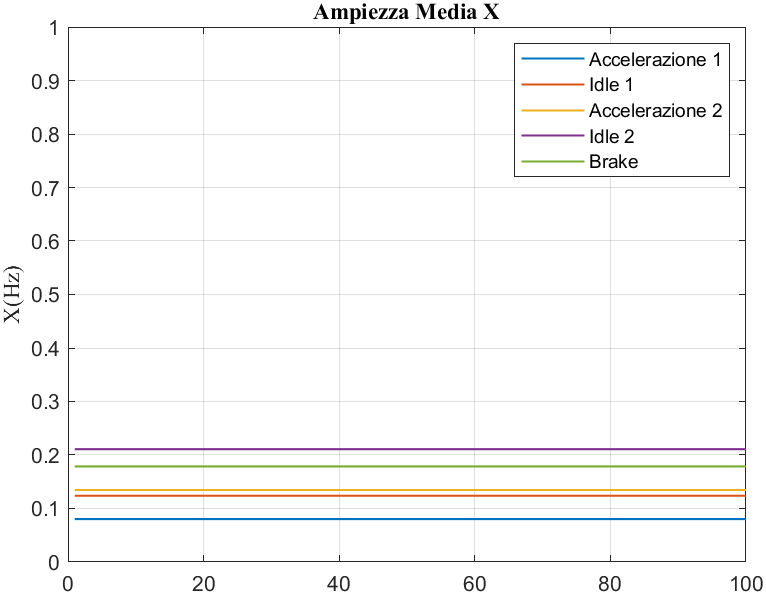 Ampiezza Media X
1
0.9
0.8
0.7
0.6
0.5
0.4
0.3
0.2
0.1
0
X(Hz)
Accelerazione 1
Idle 1
Accelerazione 2
Idle 2
Brake
0 20 40 60 80 100